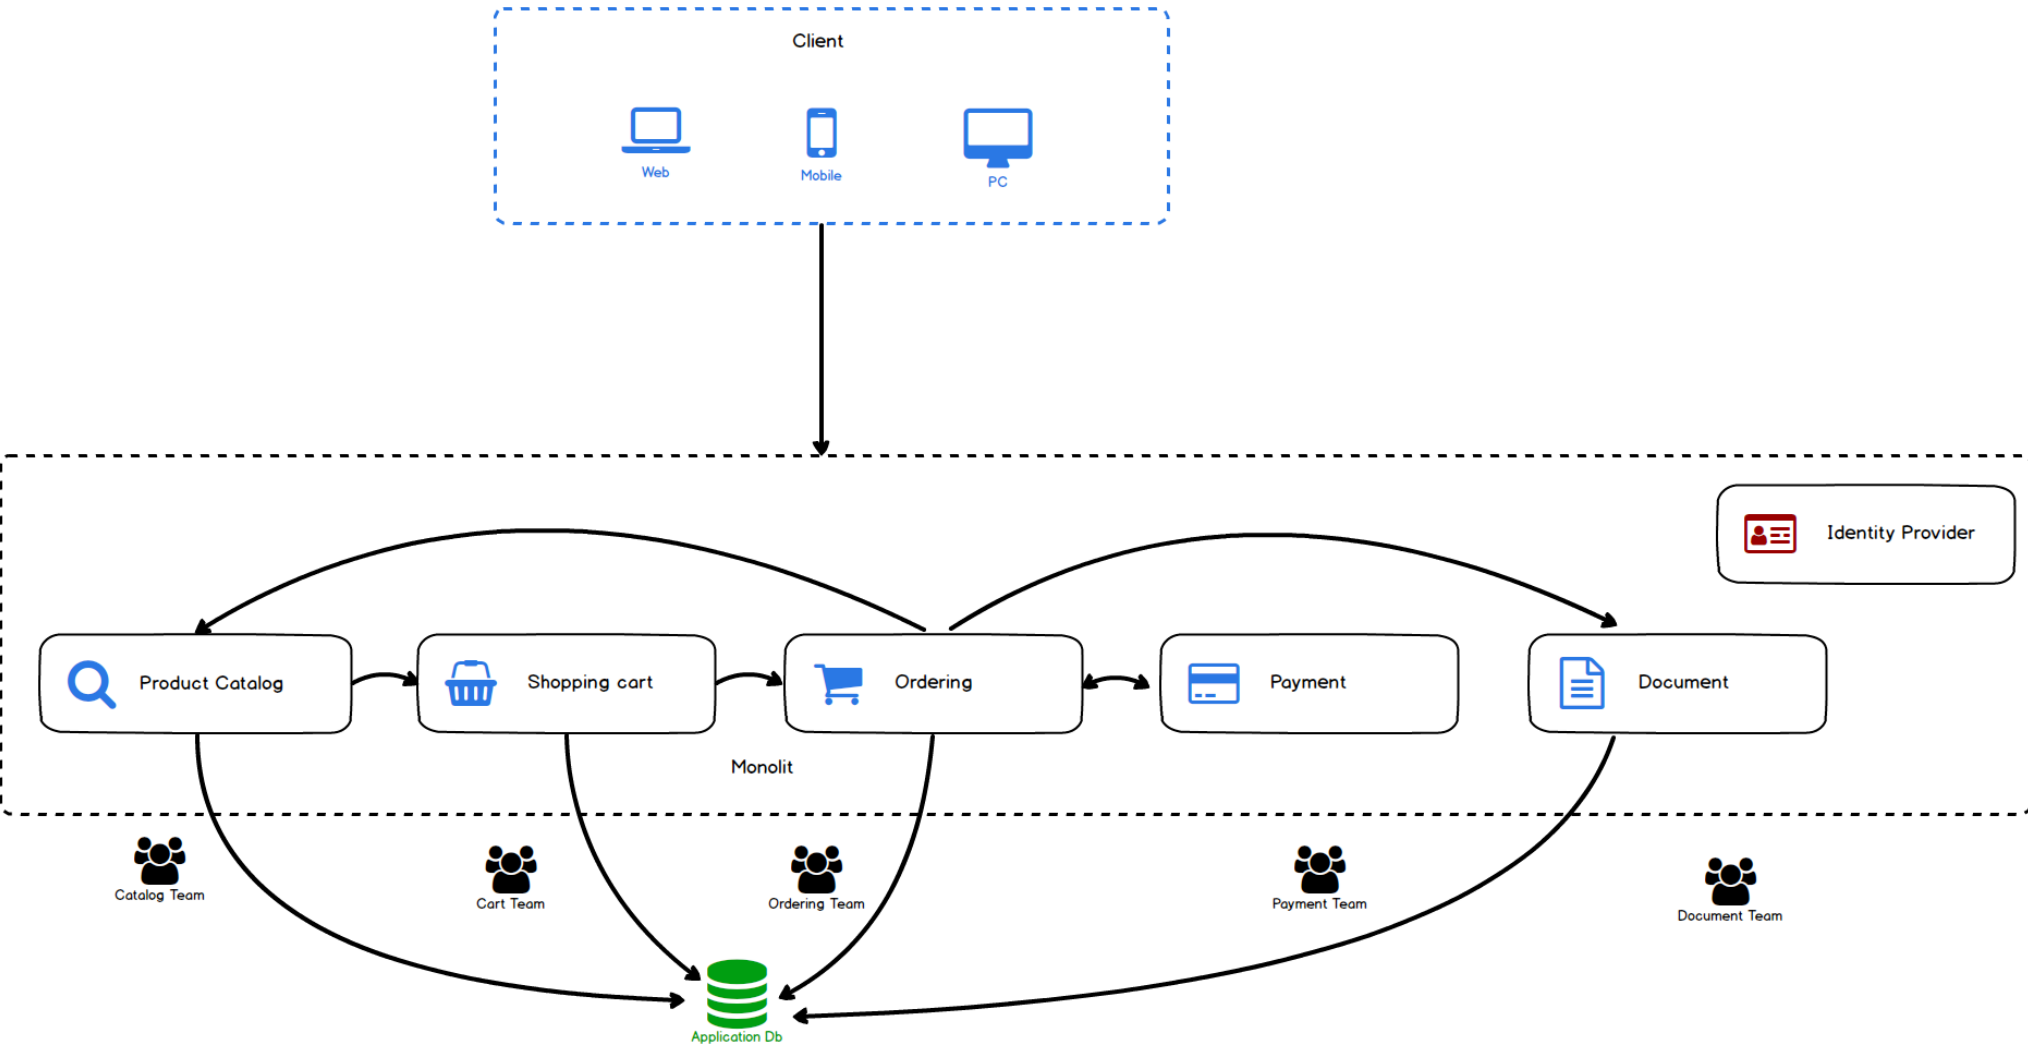 Client
Web
Mobile
PC
Identity Provider
Product Catalog
Shopping cart
Ordering
Payment
Document
Monolit
Catalog Team
Cart Team
Ordering Team
Payment Team
Document Team
Application Db